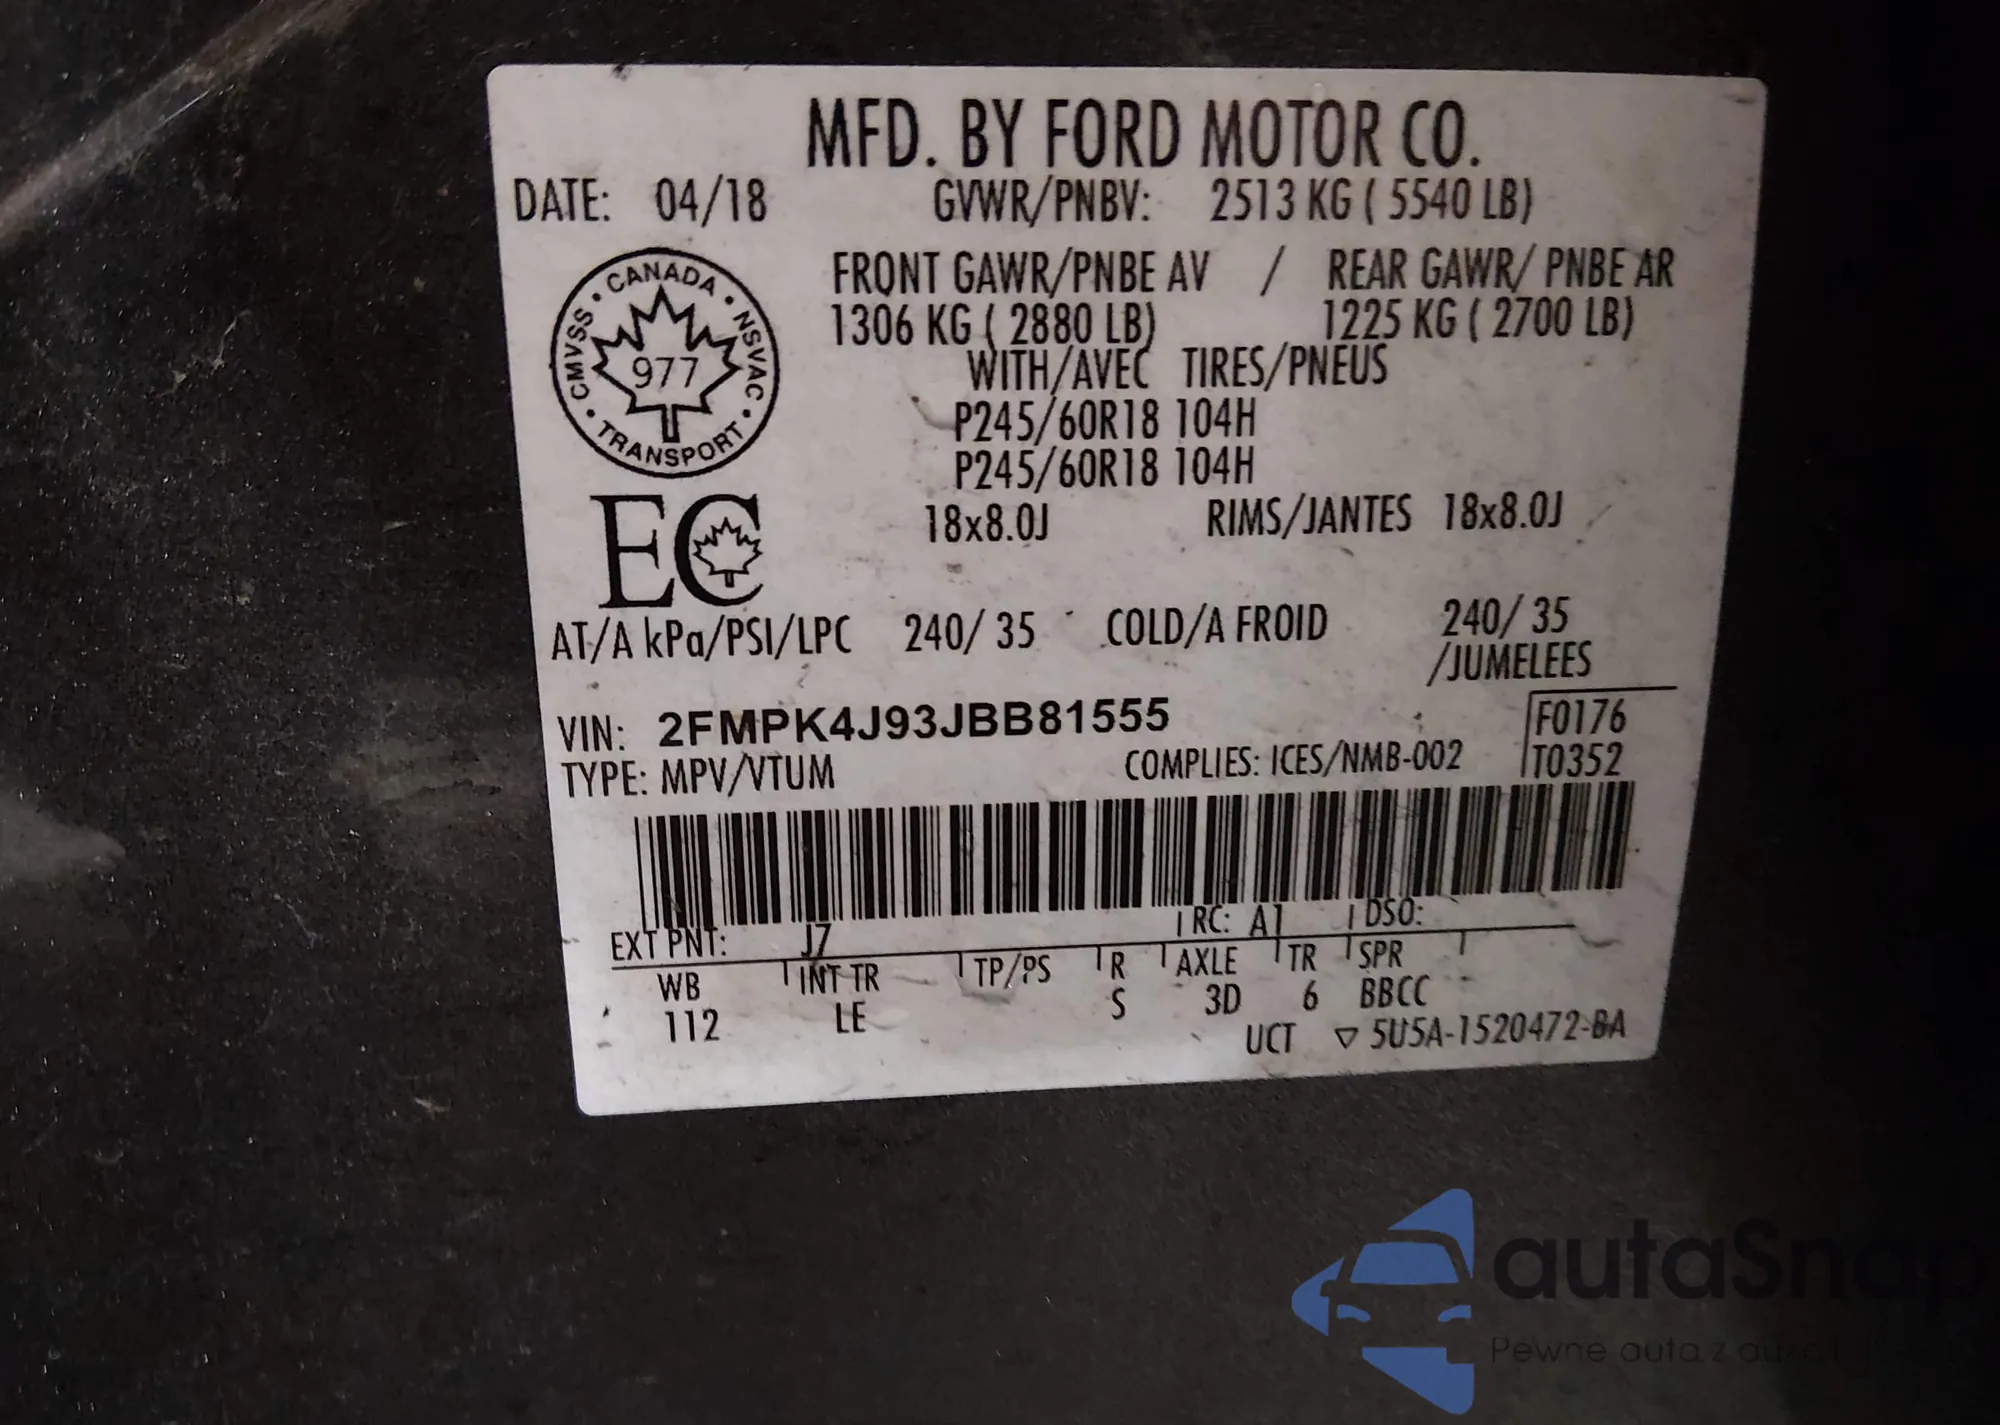 MFD. BY FORD MOTOR CO.
DATE: 04/18 GVWR/PNBV: 2513 KG ( 5540 LB)
FRONT GAWR/PNBE AV / REAR GAWR/ PNBE AR
1306 KG ( 2880 LB) 1225 KG ( 2700 LB)
WITH/AVEC TIRES/PNEUS
P245/60R18 104H
P245/60R18 104H
18x8.0J RIMS/JANTES 18x8.0J
CANADA · NSVAC · TRANSPORT · CMVSS ·
977
EC
AT/A kPa/PSI/LPC 240/ 35 COLD/A FROID 240/ 35
/JUMELEES
VIN: 2FMPK4J93JBB81555 F0176
TYPE: MPV/VTUM COMPLIES: ICES/NMB-002 T0352
EXT PNT: J7 RC: A1 DSO:
WB INT TR TP/PS R AXLE TR SPR
112 LE S 3D 6 BBCC
UCT ▽ 5U5A-1520472-BA
autaSnap
Pewne auta z